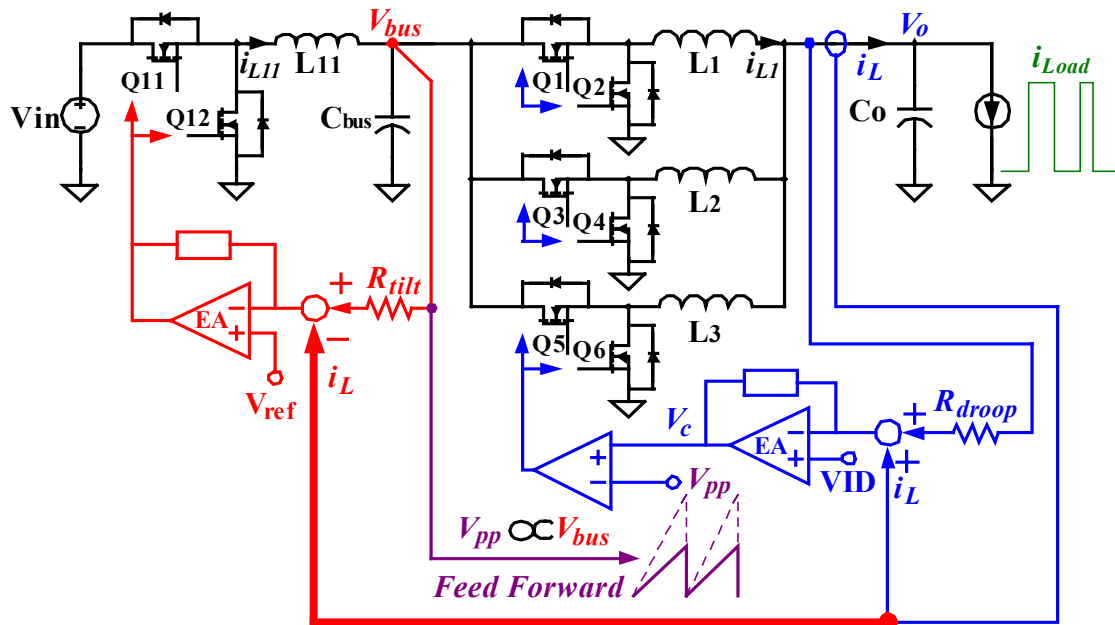 Vbus
Vo
iL11
L11
L1
iL1
iL
iLoad
Q11
Q1
Q2
Vin
Q12
Cbus
Co
L2
Q3
Q4
Rtilt
L3
EA
Q5
Q6
iL
Vref
Rdroop
Vc
EA
VID
iL
Vpp
Vpp ∝ Vbus
Feed Forward